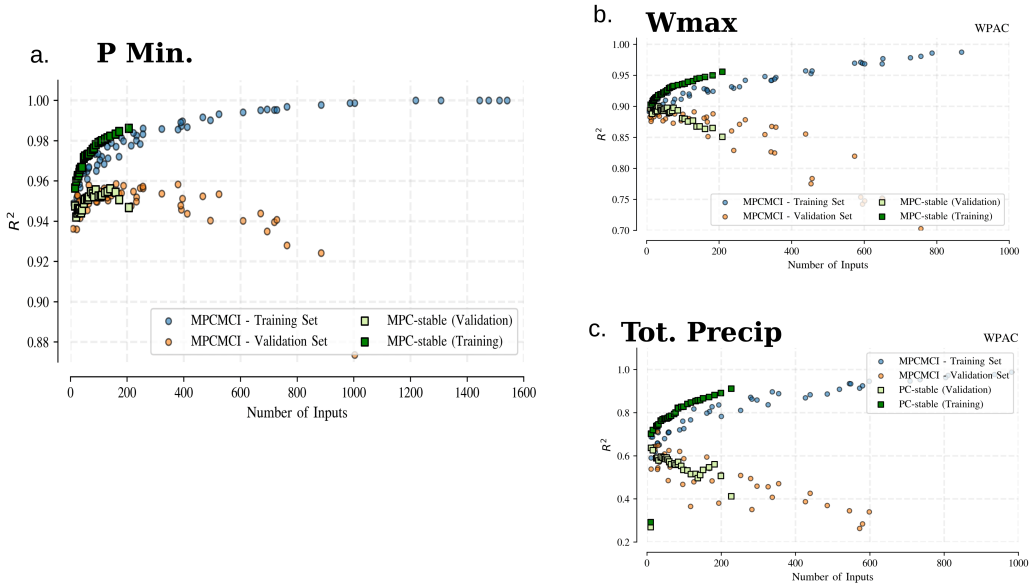 a. P Min.
1.00
0.98
0.96
0.94
0.92
0.90
0.88
R²
MPCMCI - Training Set
MPCMCI - Validation Set
MPC-stable (Validation)
MPC-stable (Training)
0 200 400 600 800 1000 1200 1400 1600
Number of Inputs
b. Wmax
WPAC
1.00
0.95
0.90
0.85
0.80
0.75
0.70
R²
MPCMCI - Training Set
MPCMCI - Validation Set
MPC-stable (Validation)
MPC-stable (Training)
0 200 400 600 800 1000
Number of Inputs
c. Tot. Precip
WPAC
1.0
0.8
0.6
0.4
0.2
R²
MPCMCI - Training Set
MPCMCI - Validation Set
PC-stable (Validation)
PC-stable (Training)
0 200 400 600 800 1000
Number of Inputs